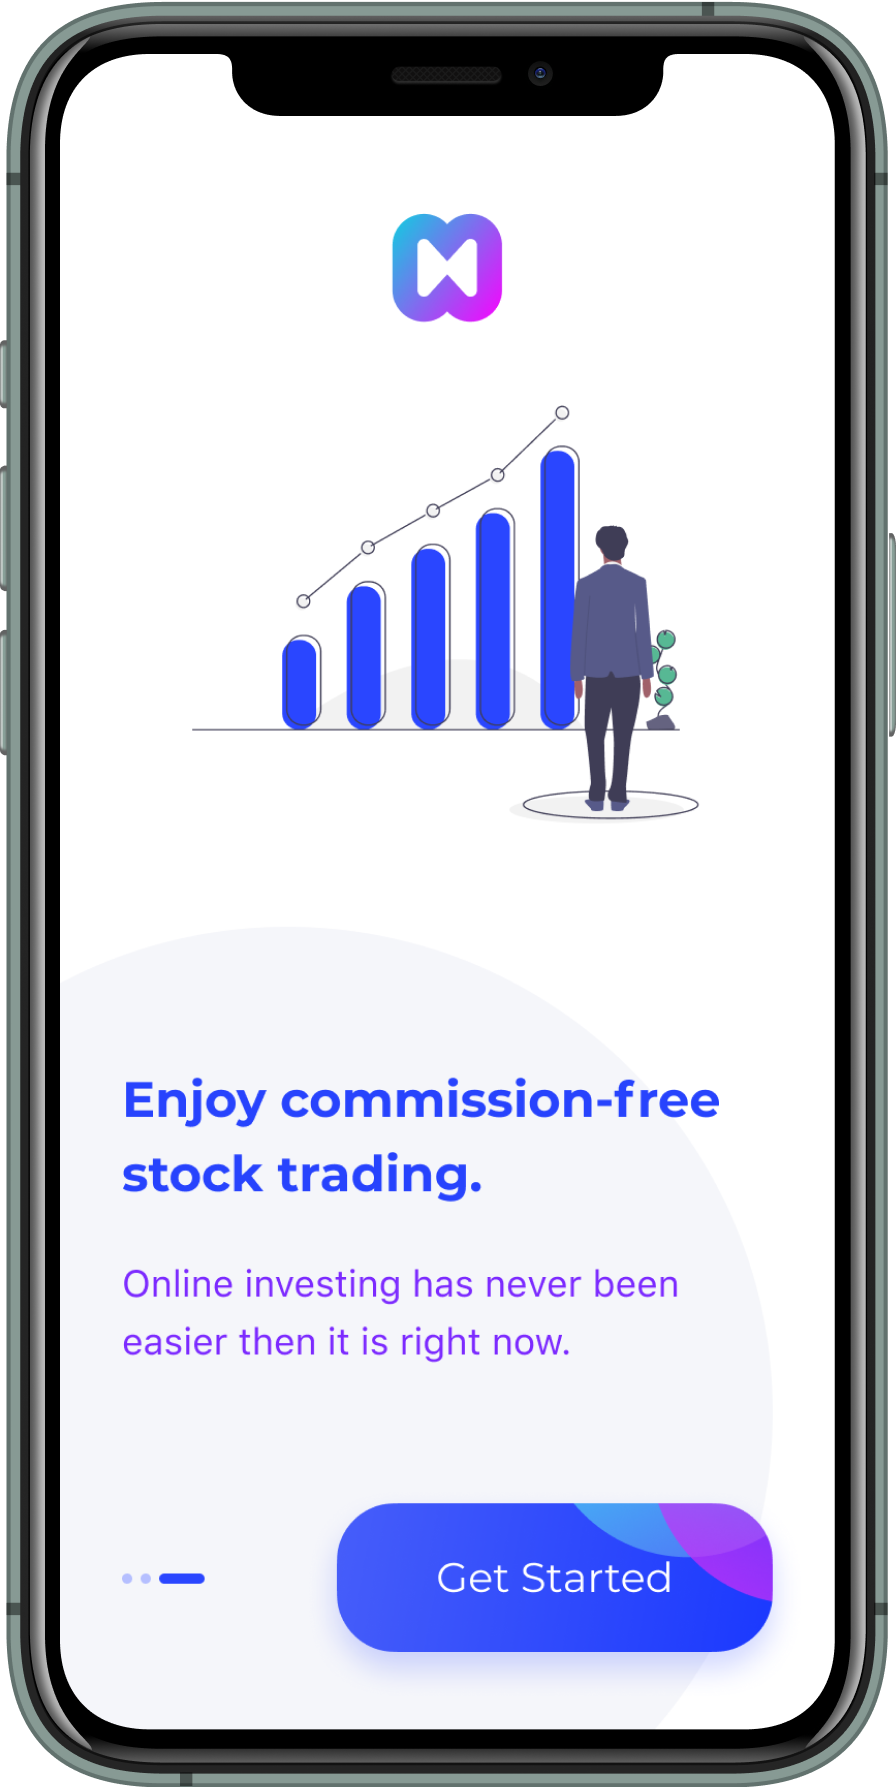 Enjoy commission-free
stock trading.
Online investing has never been
easier then it is right now.
Get Started